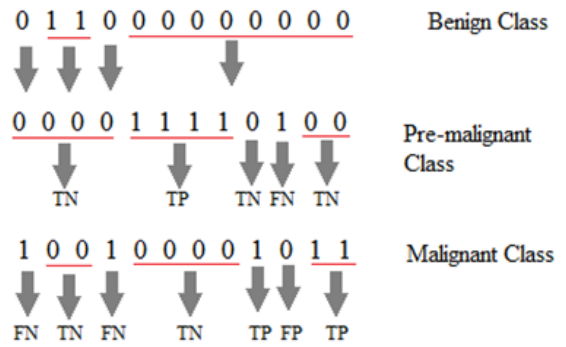 0 1 1 0 0 0 0 0 0 0 0 0 Benign Class
0 0 0 0 1 1 1 1 0 1 0 0 Pre-malignant
Class
TN TP TN FN TN
1 0 0 1 0 0 0 0 1 0 1 1 Malignant Class
FN TN FN TN TP FP TP